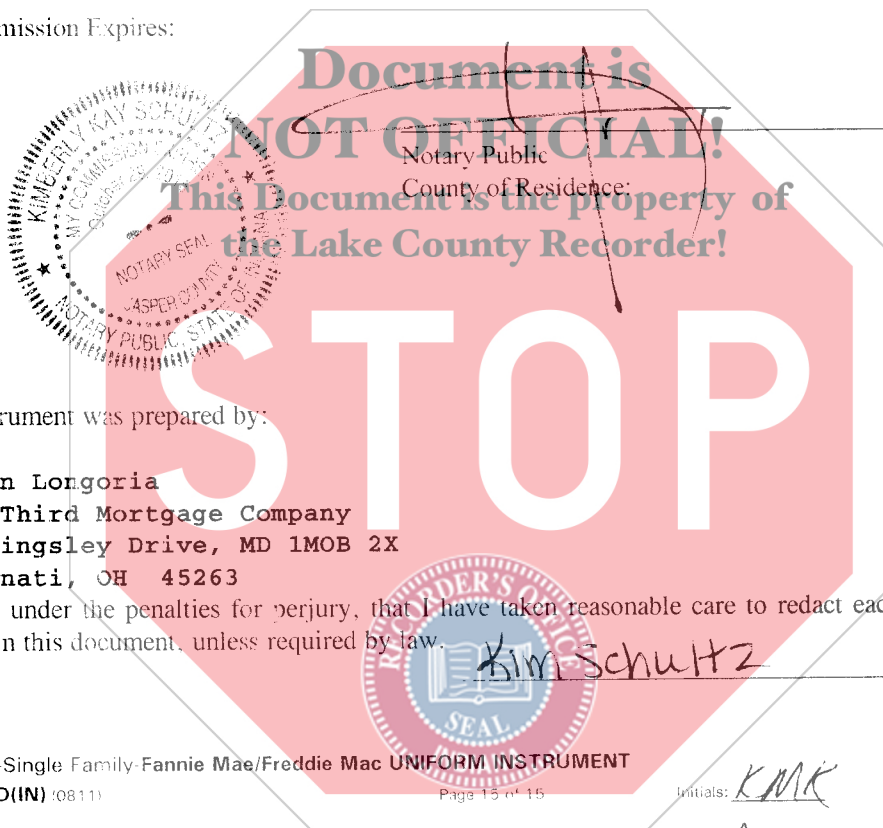 mission Expires:
Document is
NOT OFFICIAL!
Notary Public
County of Residence:
This Document is the property of
the Lake County Recorder!
KIMBERLY KAY SCHULTZ
MY COMMISSION EXPIRES
October
NOTARY SEAL
JASPER COUNTY
NOTARY PUBLIC, STATE OF INDIANA
STOP
rument was prepared by:
n Longoria
Third Mortgage Company
ingsley Drive, MD 1MOB 2X
nati, OH 45263
under the penalties for perjury, that I have taken reasonable care to redact eac
n this document, unless required by law.
Kim Schultz
RECORDER'S OFFICE
SEAL
INDIANA
-Single Family-Fannie Mae/Freddie Mac UNIFORM INSTRUMENT
D(IN) (0811)
Page 15 of 15
Initials: KMK